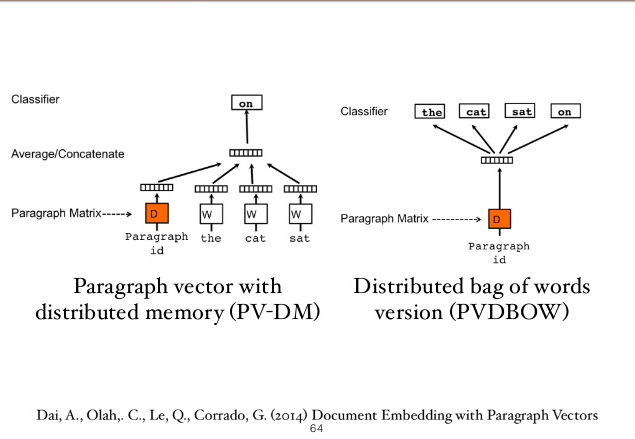 Classifier
on
Average/Concatenate
Paragraph Matrix
D
W
W
W
Paragraph
id
the
cat
sat
Paragraph vector with
distributed memory (PV-DM)
Classifier
the
cat
sat
on
Paragraph Matrix
D
Paragraph
id
Distributed bag of words
version (PVDBOW)
Dai, A., Olah,. C., Le, Q., Corrado, G. (2014) Document Embedding with Paragraph Vectors
64